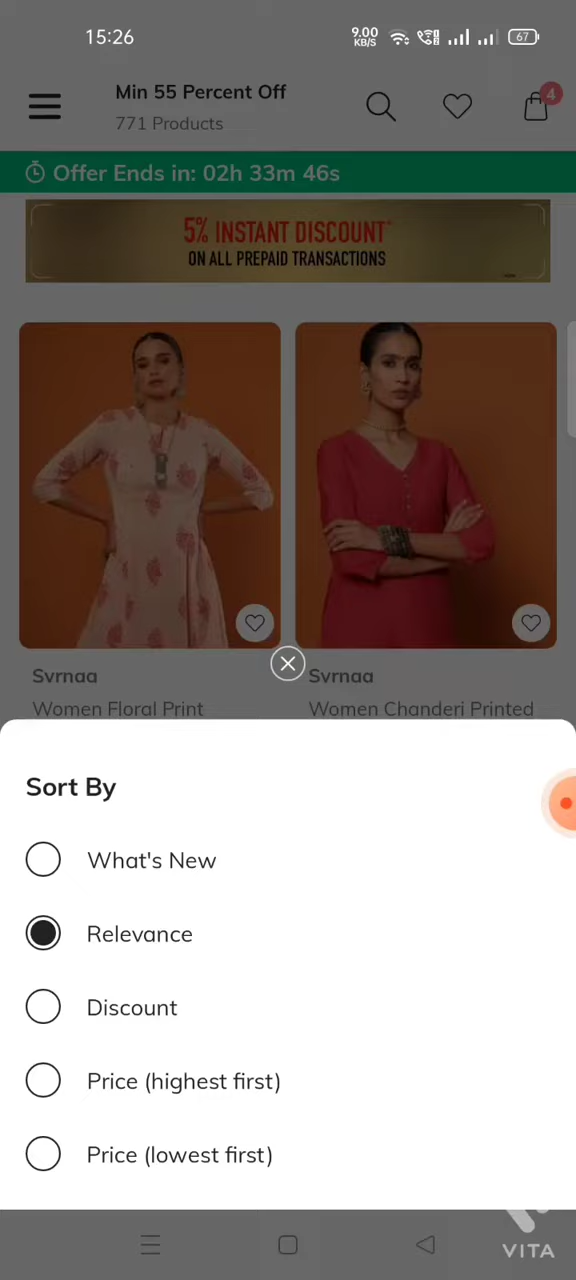 15:26
9.00
KB/S
67
Min 55 Percent Off
771 Products
4
Offer Ends in: 02h 33m 46s
5% INSTANT DISCOUNT*
ON ALL PREPAID TRANSACTIONS
Svrnaa
Women Floral Print
Svrnaa
Women Chanderi Printed
Sort By
What's New
Relevance
Discount
Price (highest first)
Price (lowest first)
VITA